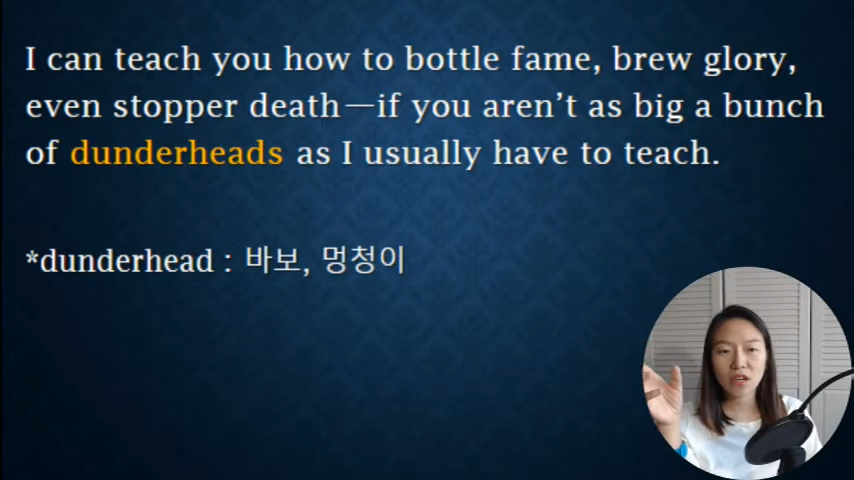 I can teach you how to bottle fame, brew glory,
even stopper death—if you aren’t as big a bunch
of dunderheads as I usually have to teach.
*dunderhead : 바보, 멍청이